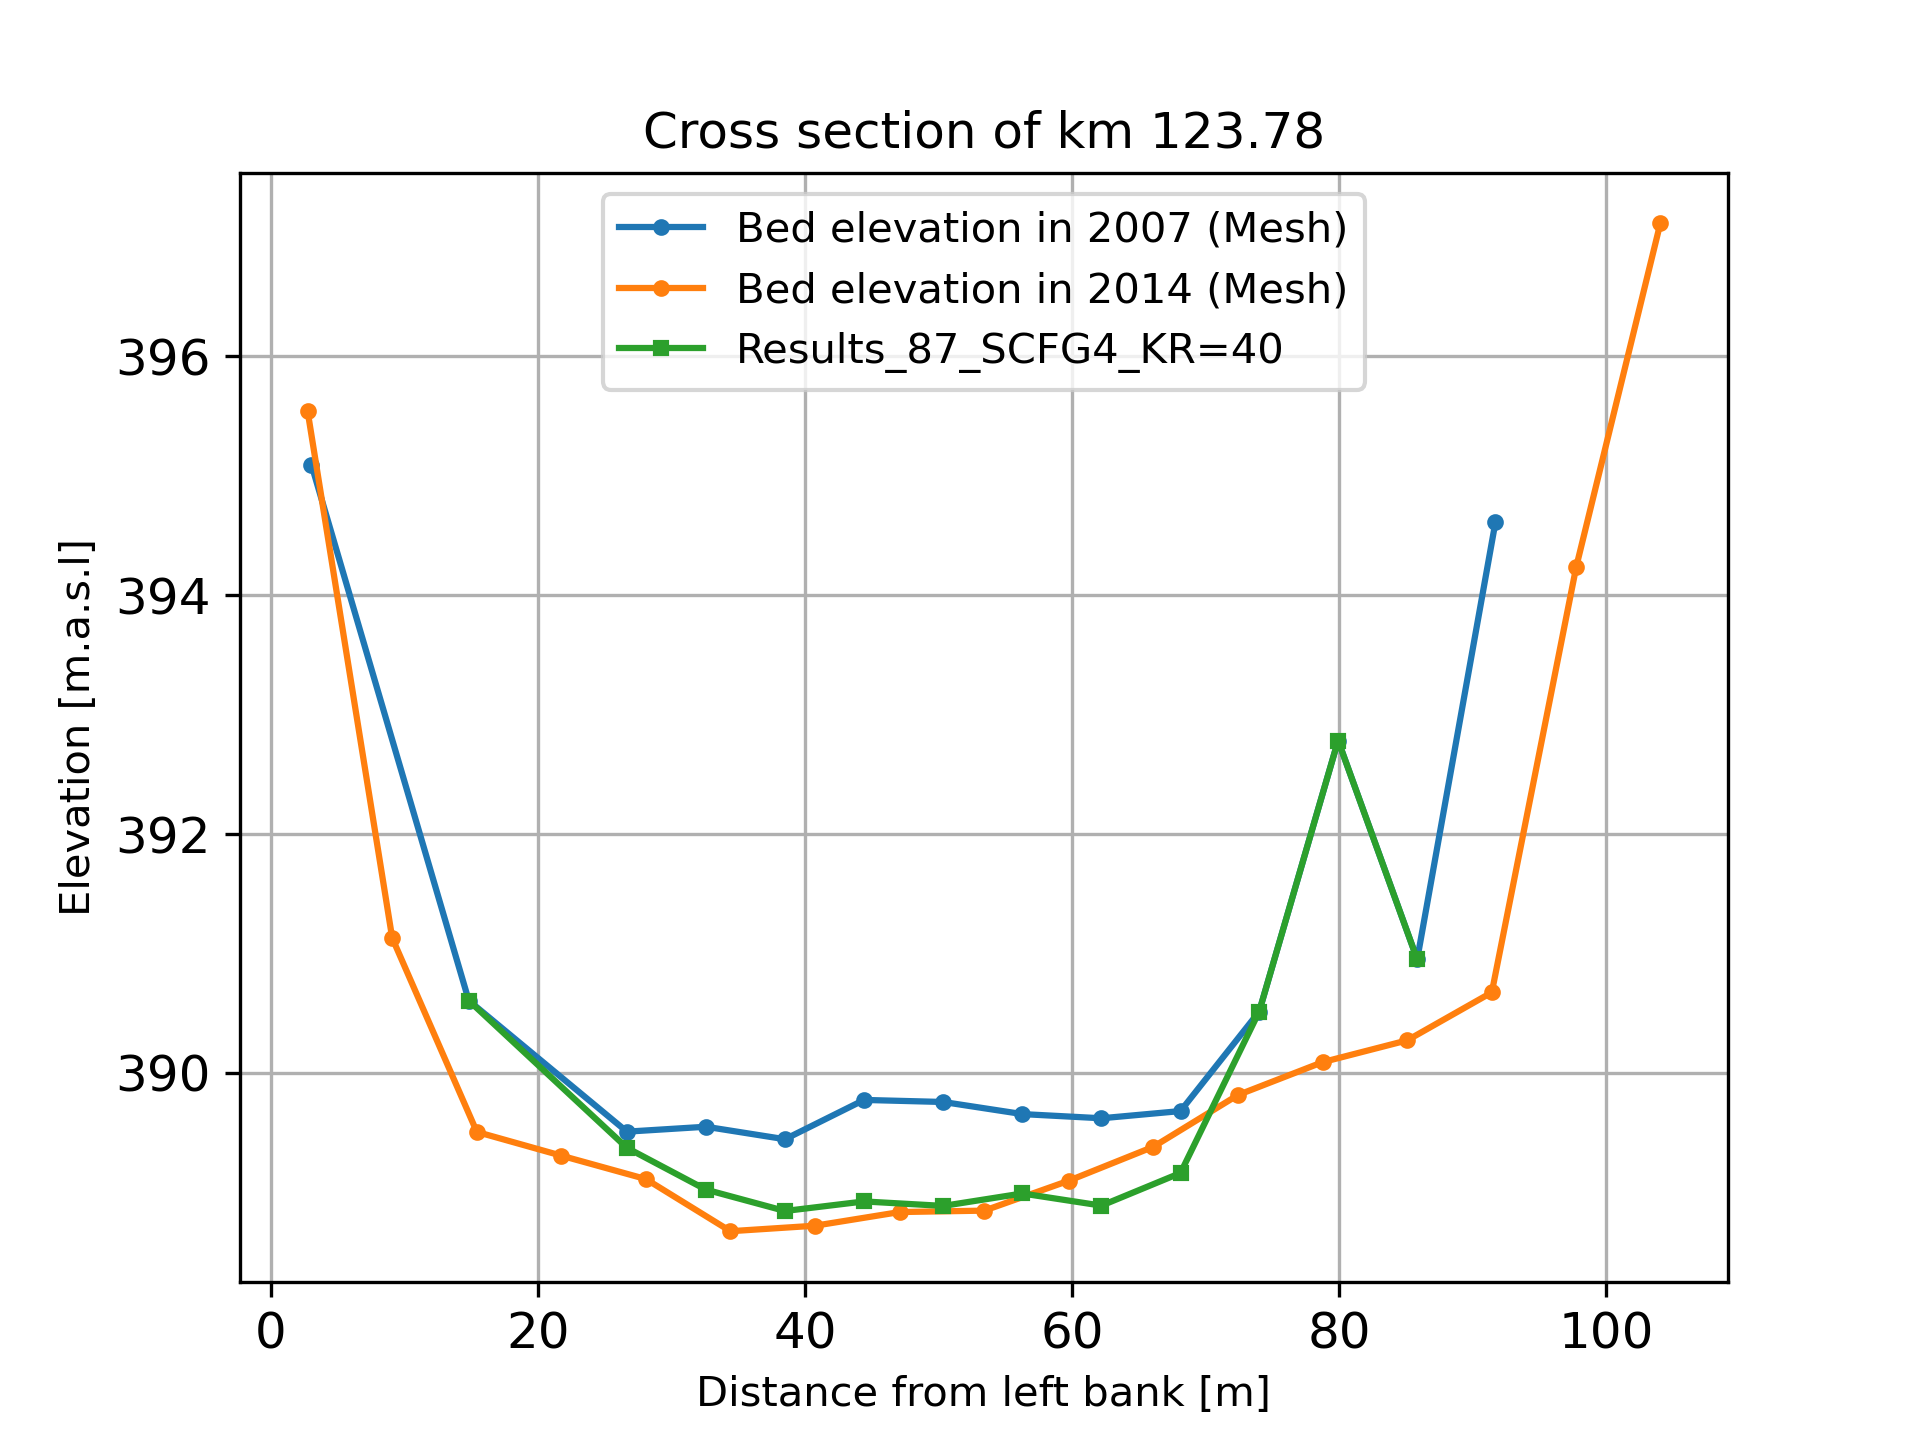 Cross section of km 123.78
Bed elevation in 2007 (Mesh)
Bed elevation in 2014 (Mesh)
Results_87_SCFG4_KR=40
396
394
392
390
Elevation [m.a.s.l]
0 20 40 60 80 100
Distance from left bank [m]